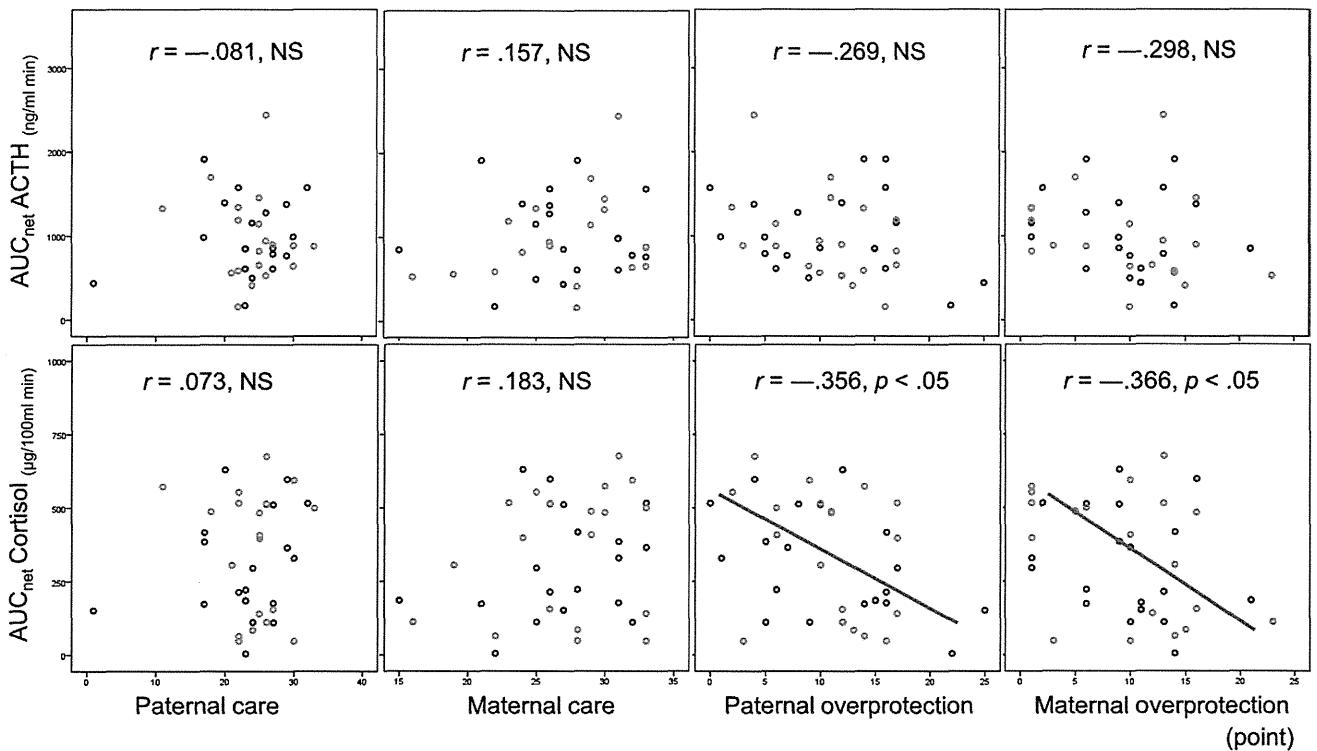 r = —.081, NS
r = .157, NS
r = —.269, NS
r = —.298, NS
AUCnet ACTH (ng/ml min)
3000
2000
1000
0
r = .073, NS
r = .183, NS
r = —.356, p < .05
r = —.366, p < .05
AUCnet Cortisol (µg/100ml min)
1000
750
500
250
0
0 10 20 30 40
15 20 25 30 35
0 5 10 15 20 25
0 5 10 15 20 25
Paternal care
Maternal care
Paternal overprotection
Maternal overprotection
(point)